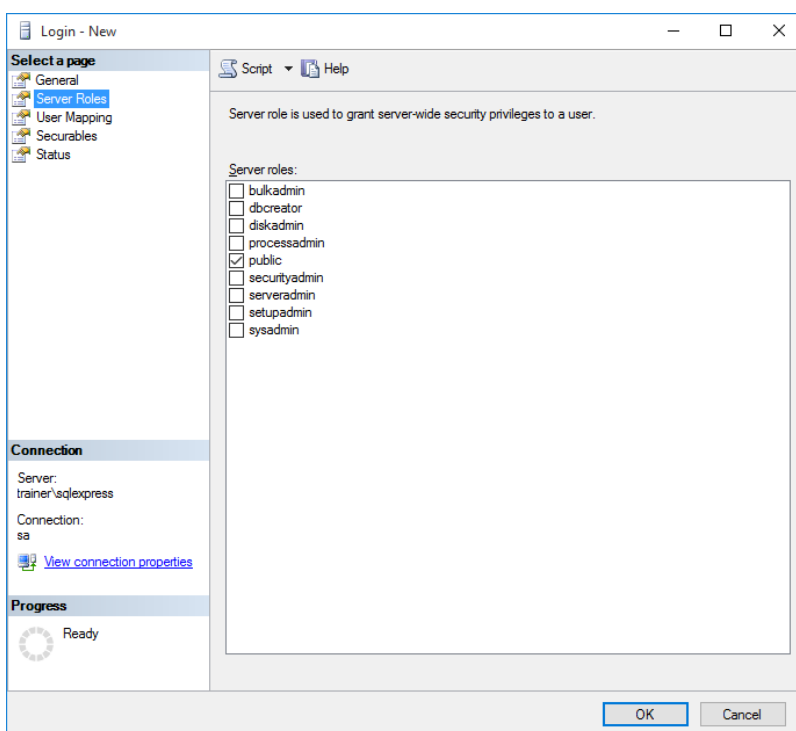 Login - New
Select a page
General
Server Roles
User Mapping
Securables
Status
Script
Help
Server role is used to grant server-wide security privileges to a user.
Server roles:
bulkadmin
dbcreator
diskadmin
processadmin
public
securityadmin
serveradmin
setupadmin
sysadmin
Connection
Server:
trainer\sqlexpress
Connection:
sa
View connection properties
Progress
Ready
OK
Cancel